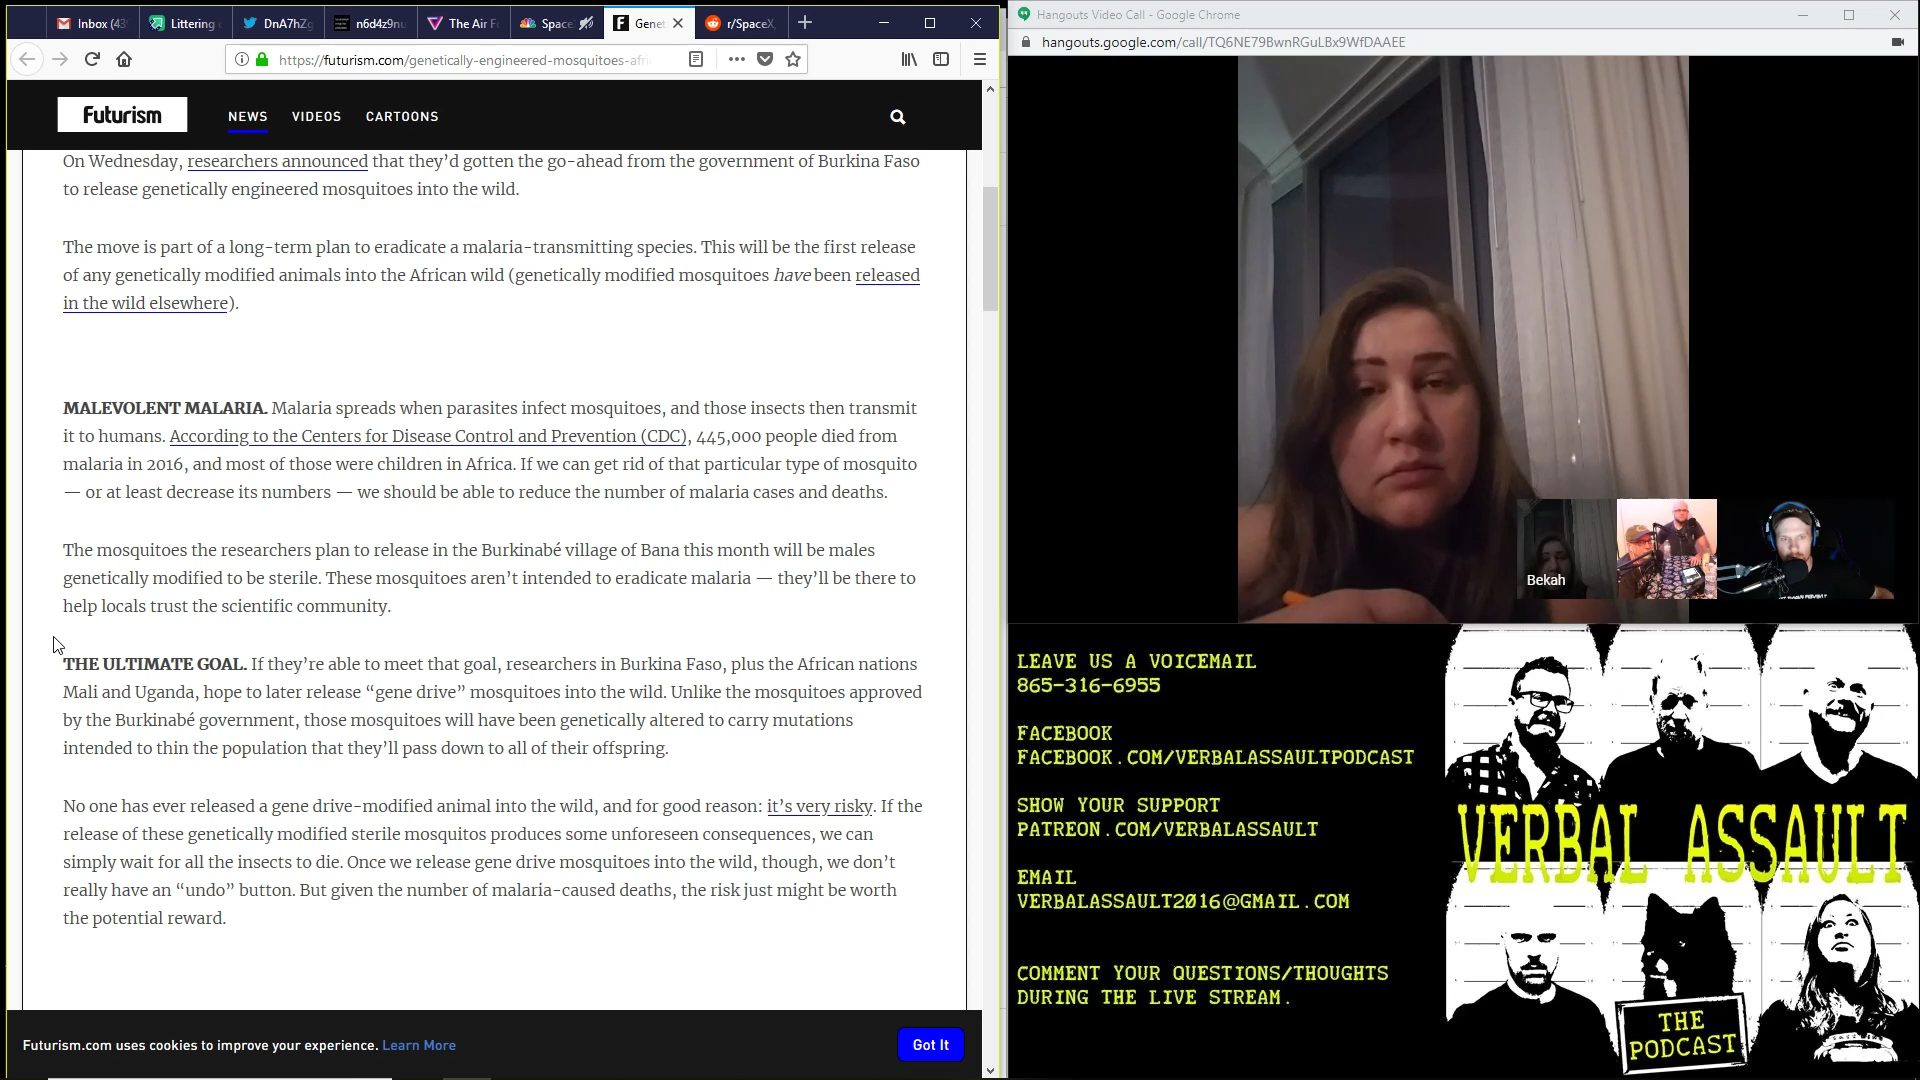 Inbox (43
Littering
DnA7hZg
n6d4z9nu
The Air Fo
Space
Genet
r/SpaceX
https://futurism.com/genetically-engineered-mosquitoes-afri
Futurism
NEWS
VIDEOS
CARTOONS
On Wednesday, researchers announced that they’d gotten the go-ahead from the government of Burkina Faso
to release genetically engineered mosquitoes into the wild.
The move is part of a long-term plan to eradicate a malaria-transmitting species. This will be the first release
of any genetically modified animals into the African wild (genetically modified mosquitoes have been released
in the wild elsewhere).
MALEVOLENT MALARIA. Malaria spreads when parasites infect mosquitoes, and those insects then transmit
it to humans. According to the Centers for Disease Control and Prevention (CDC), 445,000 people died from
malaria in 2016, and most of those were children in Africa. If we can get rid of that particular type of mosquito
— or at least decrease its numbers — we should be able to reduce the number of malaria cases and deaths.
The mosquitoes the researchers plan to release in the Burkinabé village of Bana this month will be males
genetically modified to be sterile. These mosquitoes aren’t intended to eradicate malaria — they’ll be there to
help locals trust the scientific community.
THE ULTIMATE GOAL. If they’re able to meet that goal, researchers in Burkina Faso, plus the African nations
Mali and Uganda, hope to later release “gene drive” mosquitoes into the wild. Unlike the mosquitoes approved
by the Burkinabé government, those mosquitoes will have been genetically altered to carry mutations
intended to thin the population that they’ll pass down to all of their offspring.
No one has ever released a gene drive-modified animal into the wild, and for good reason: it’s very risky. If the
release of these genetically modified sterile mosquitos produces some unforeseen consequences, we can
simply wait for all the insects to die. Once we release gene drive mosquitoes into the wild, though, we don’t
really have an “undo” button. But given the number of malaria-caused deaths, the risk just might be worth
the potential reward.
Futurism.com uses cookies to improve your experience. Learn More
Got It
Hangouts Video Call - Google Chrome
hangouts.google.com/call/TQ6NE79BwnRGuLBx9WfDAAEE
Bekah
LEAVE US A VOICEMAIL
865-316-6955
FACEBOOK
FACEBOOK.COM/VERBALASSAULTPODCAST
SHOW YOUR SUPPORT
PATREON.COM/VERBALASSAULT
EMAIL
VERBALASSAULT2016@GMAIL.COM
COMMENT YOUR QUESTIONS/THOUGHTS
DURING THE LIVE STREAM.
VERBAL ASSAULT
THE
PODCAST